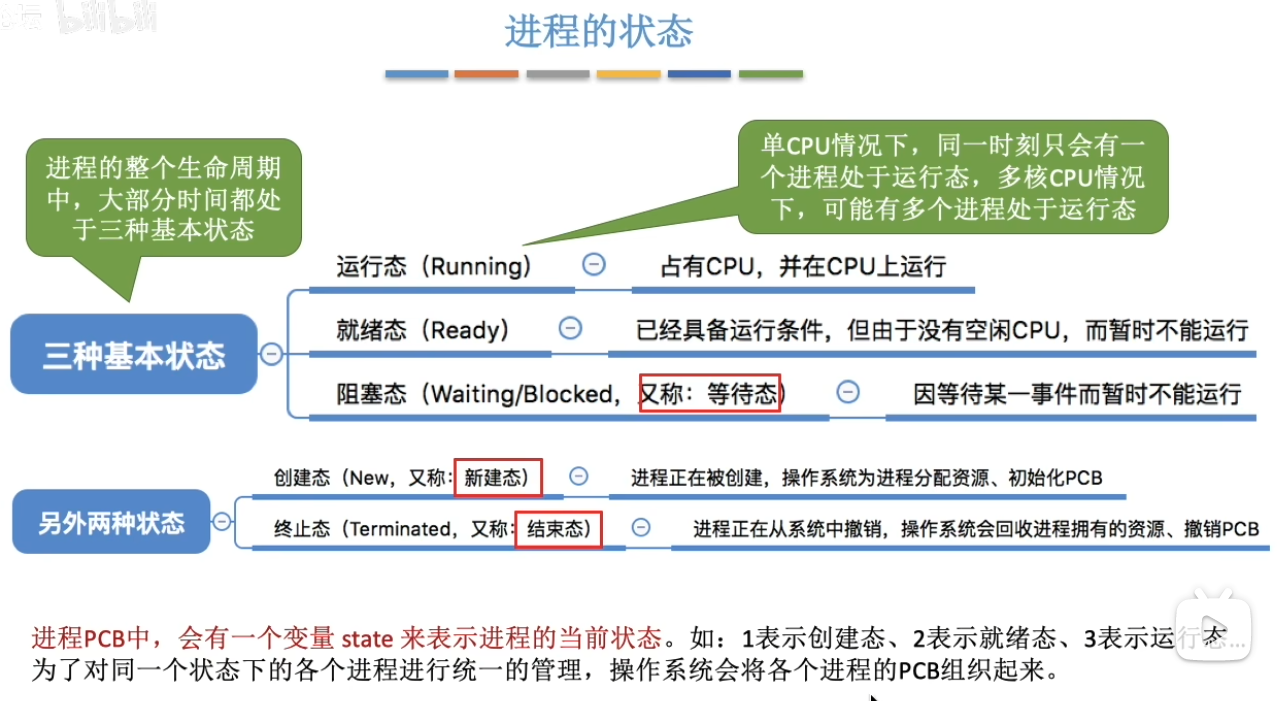 bilibili
进程的状态
进程的整个生命周期
中，大部分时间都处
于三种基本状态
单CPU情况下，同一时刻只会有一
个进程处于运行态，多核CPU情况
下，可能有多个进程处于运行态
三种基本状态
运行态（Running）
占有CPU，并在CPU上运行
就绪态（Ready）
已经具备运行条件，但由于没有空闲CPU，而暂时不能运行
阻塞态（Waiting/Blocked，又称：等待态）
因等待某一事件而暂时不能运行
另外两种状态
创建态（New，又称：新建态）
进程正在被创建，操作系统为进程分配资源、初始化PCB
终止态（Terminated，又称：结束态）
进程正在从系统中撤销，操作系统会回收进程拥有的资源、撤销PCB
进程PCB中，会有一个变量 state 来表示进程的当前状态。如：1表示创建态、2表示就绪态、3表示运行态...
为了对同一个状态下的各个进程进行统一的管理，操作系统会将各个进程的PCB组织起来。